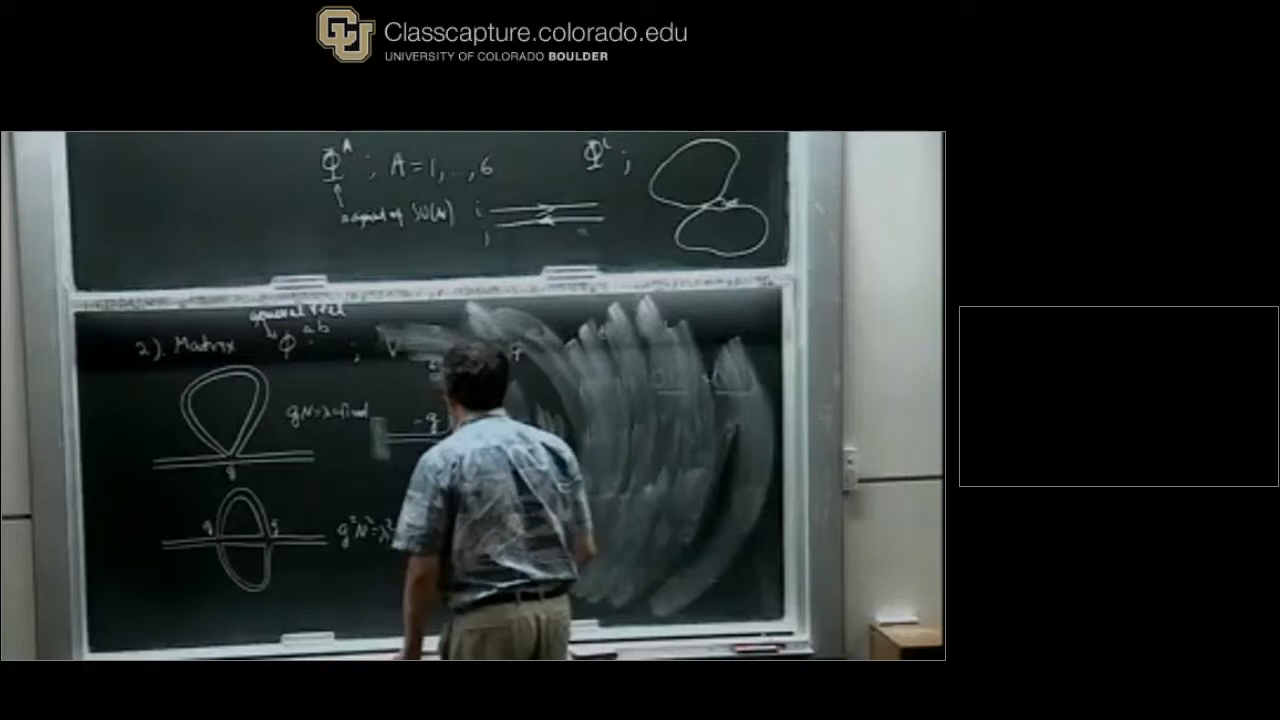 Classcapture.colorado.edu
UNIVERSITY OF COLORADO BOULDER
Φ^A ; A = 1, ..., 6 Φ^i ;
adjoint of SU(N) i
j
general real
2). Matrix Φ^ab ; V
gN = λ = fixed
-g
g
g g g²N² = λ²